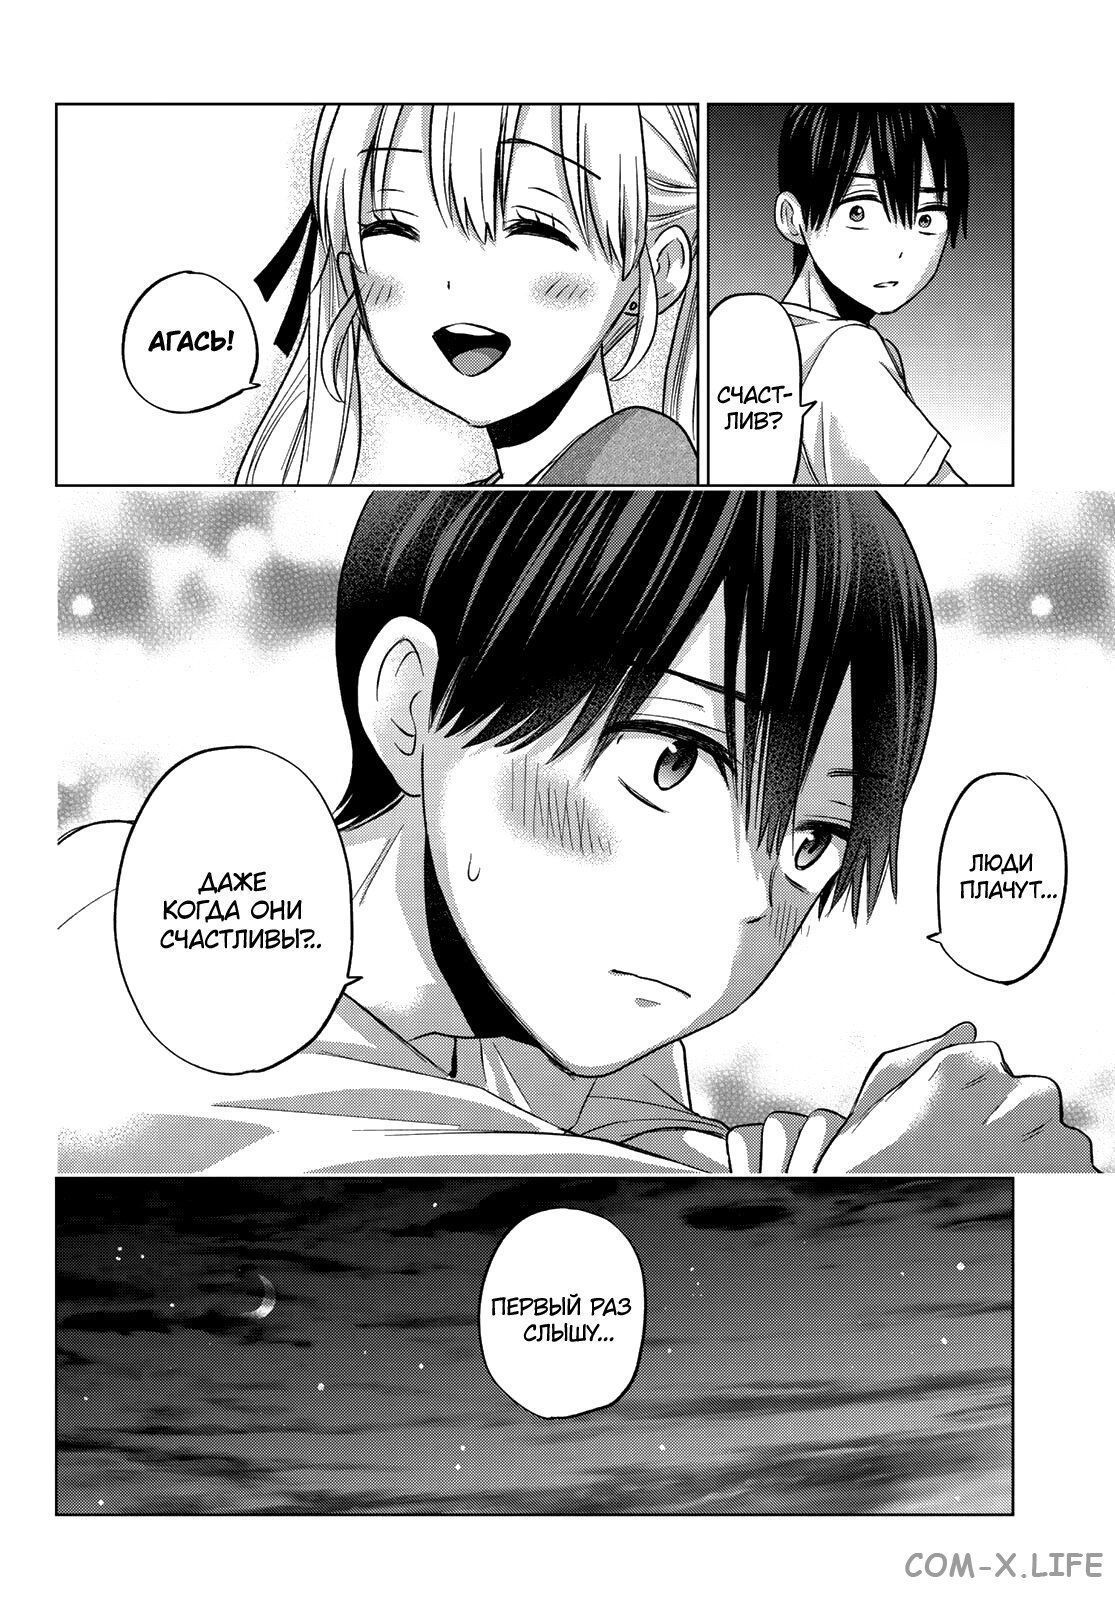 СЧАСТ-
ЛИВ?
АГАСЬ!
ЛЮДИ
ПЛАЧУТ...
ДАЖЕ
КОГДА ОНИ
СЧАСТЛИВЫ?..
ПЕРВЫЙ РАЗ
СЛЫШУ...
COM-X.LIFE